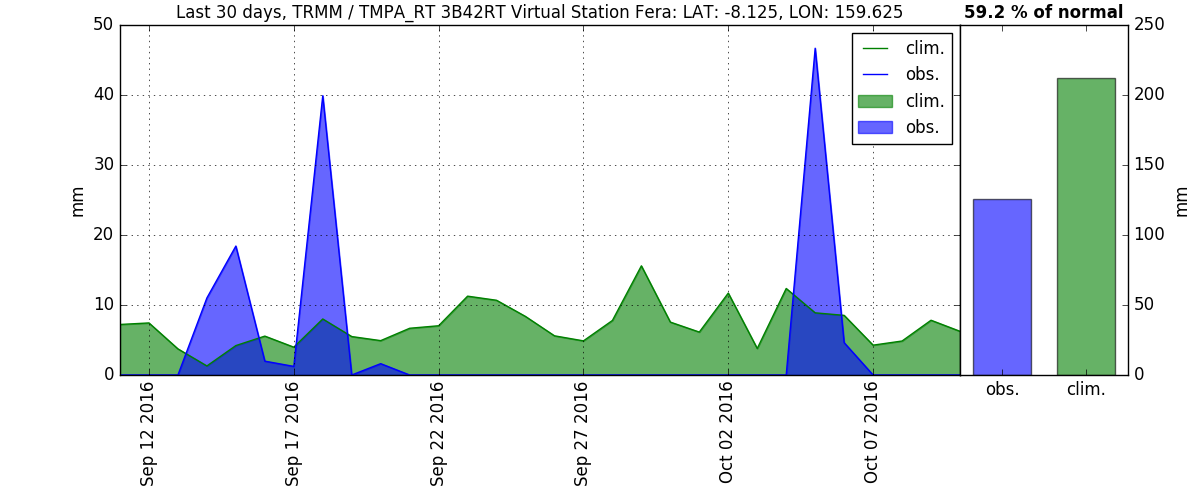 Last 30 days, TRMM / TMPA_RT 3B42RT Virtual Station Fera: LAT: -8.125, LON: 159.625
59.2 % of normal
50
40
30
20
10
0
mm
clim.
obs.
clim.
obs.
Sep 12 2016
Sep 17 2016
Sep 22 2016
Sep 27 2016
Oct 02 2016
Oct 07 2016
250
200
150
100
50
0
mm
obs.
clim.